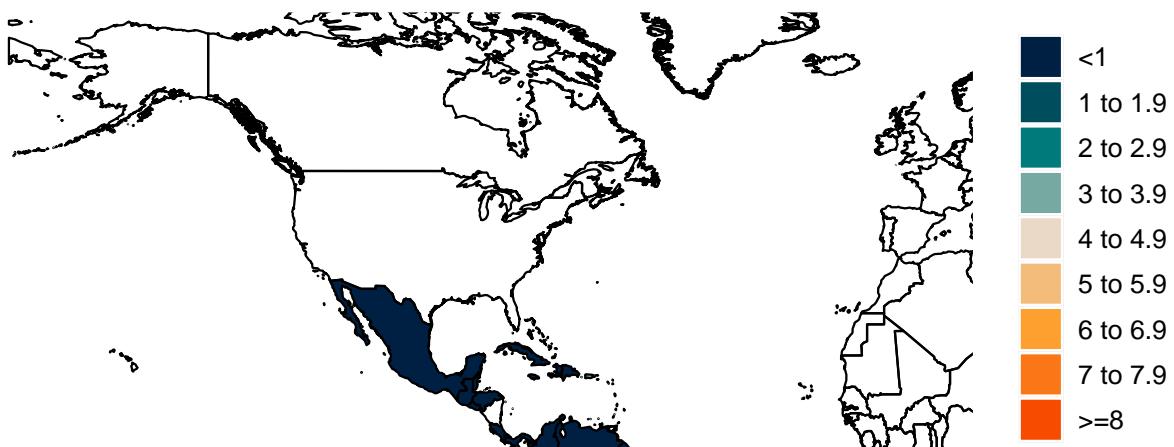 <1
1 to 1.9
2 to 2.9
3 to 3.9
4 to 4.9
5 to 5.9
6 to 6.9
7 to 7.9
>=8